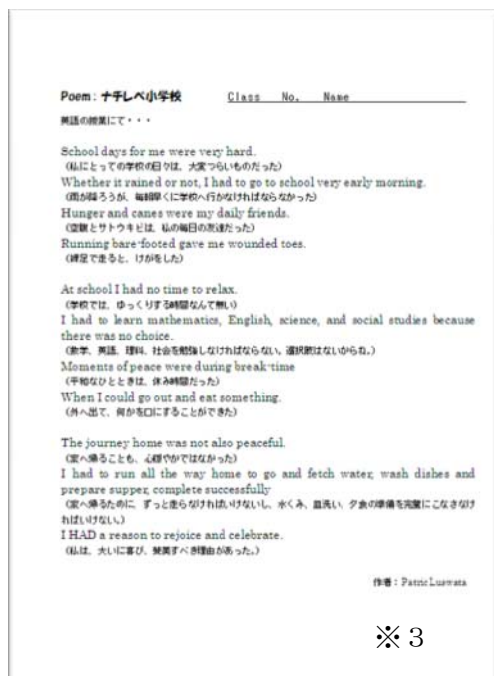 Poem: ナチレベ小学校 Class No. Name
英語の授業にて・・・
School days for me were very hard.
(私にとっての学校の日々は、大変つらいものだった)
Whether it rained or not, I had to go to school very early morning.
(雨が降ろうが、毎朝早くに学校へ行かなければならなかった)
Hunger and canes were my daily friends.
(空腹とサトウキビは、私の毎日の友達だった)
Running bare-footed gave me wounded toes.
(裸足で走ると、けがをした)
At school I had no time to relax.
(学校では、ゆっくりする時間なんて無い)
I had to learn mathematics, English, science, and social studies because
there was no choice.
(数学、英語、理科、社会を勉強しなければならない。選択肢はないからね。)
Moments of peace were during break-time
(平和なひとときは、休み時間だった)
When I could go out and eat something.
(外へ出て、何かを口にすることができた)
The journey home was not also peaceful.
(家へ帰ることも、心穏やかではなかった)
I had to run all the way home to go and fetch water, wash dishes and
prepare supper, complete successfully
(家へ帰るために、ずっと走らなければいけないし、水くみ、皿洗い、夕食の準備を完璧にこなさなけ
ればいけない。)
I HAD a reason to rejoice and celebrate.
(私は、大いに喜び、賛美すべき理由があった。)
作者：Patric Luswata
※３